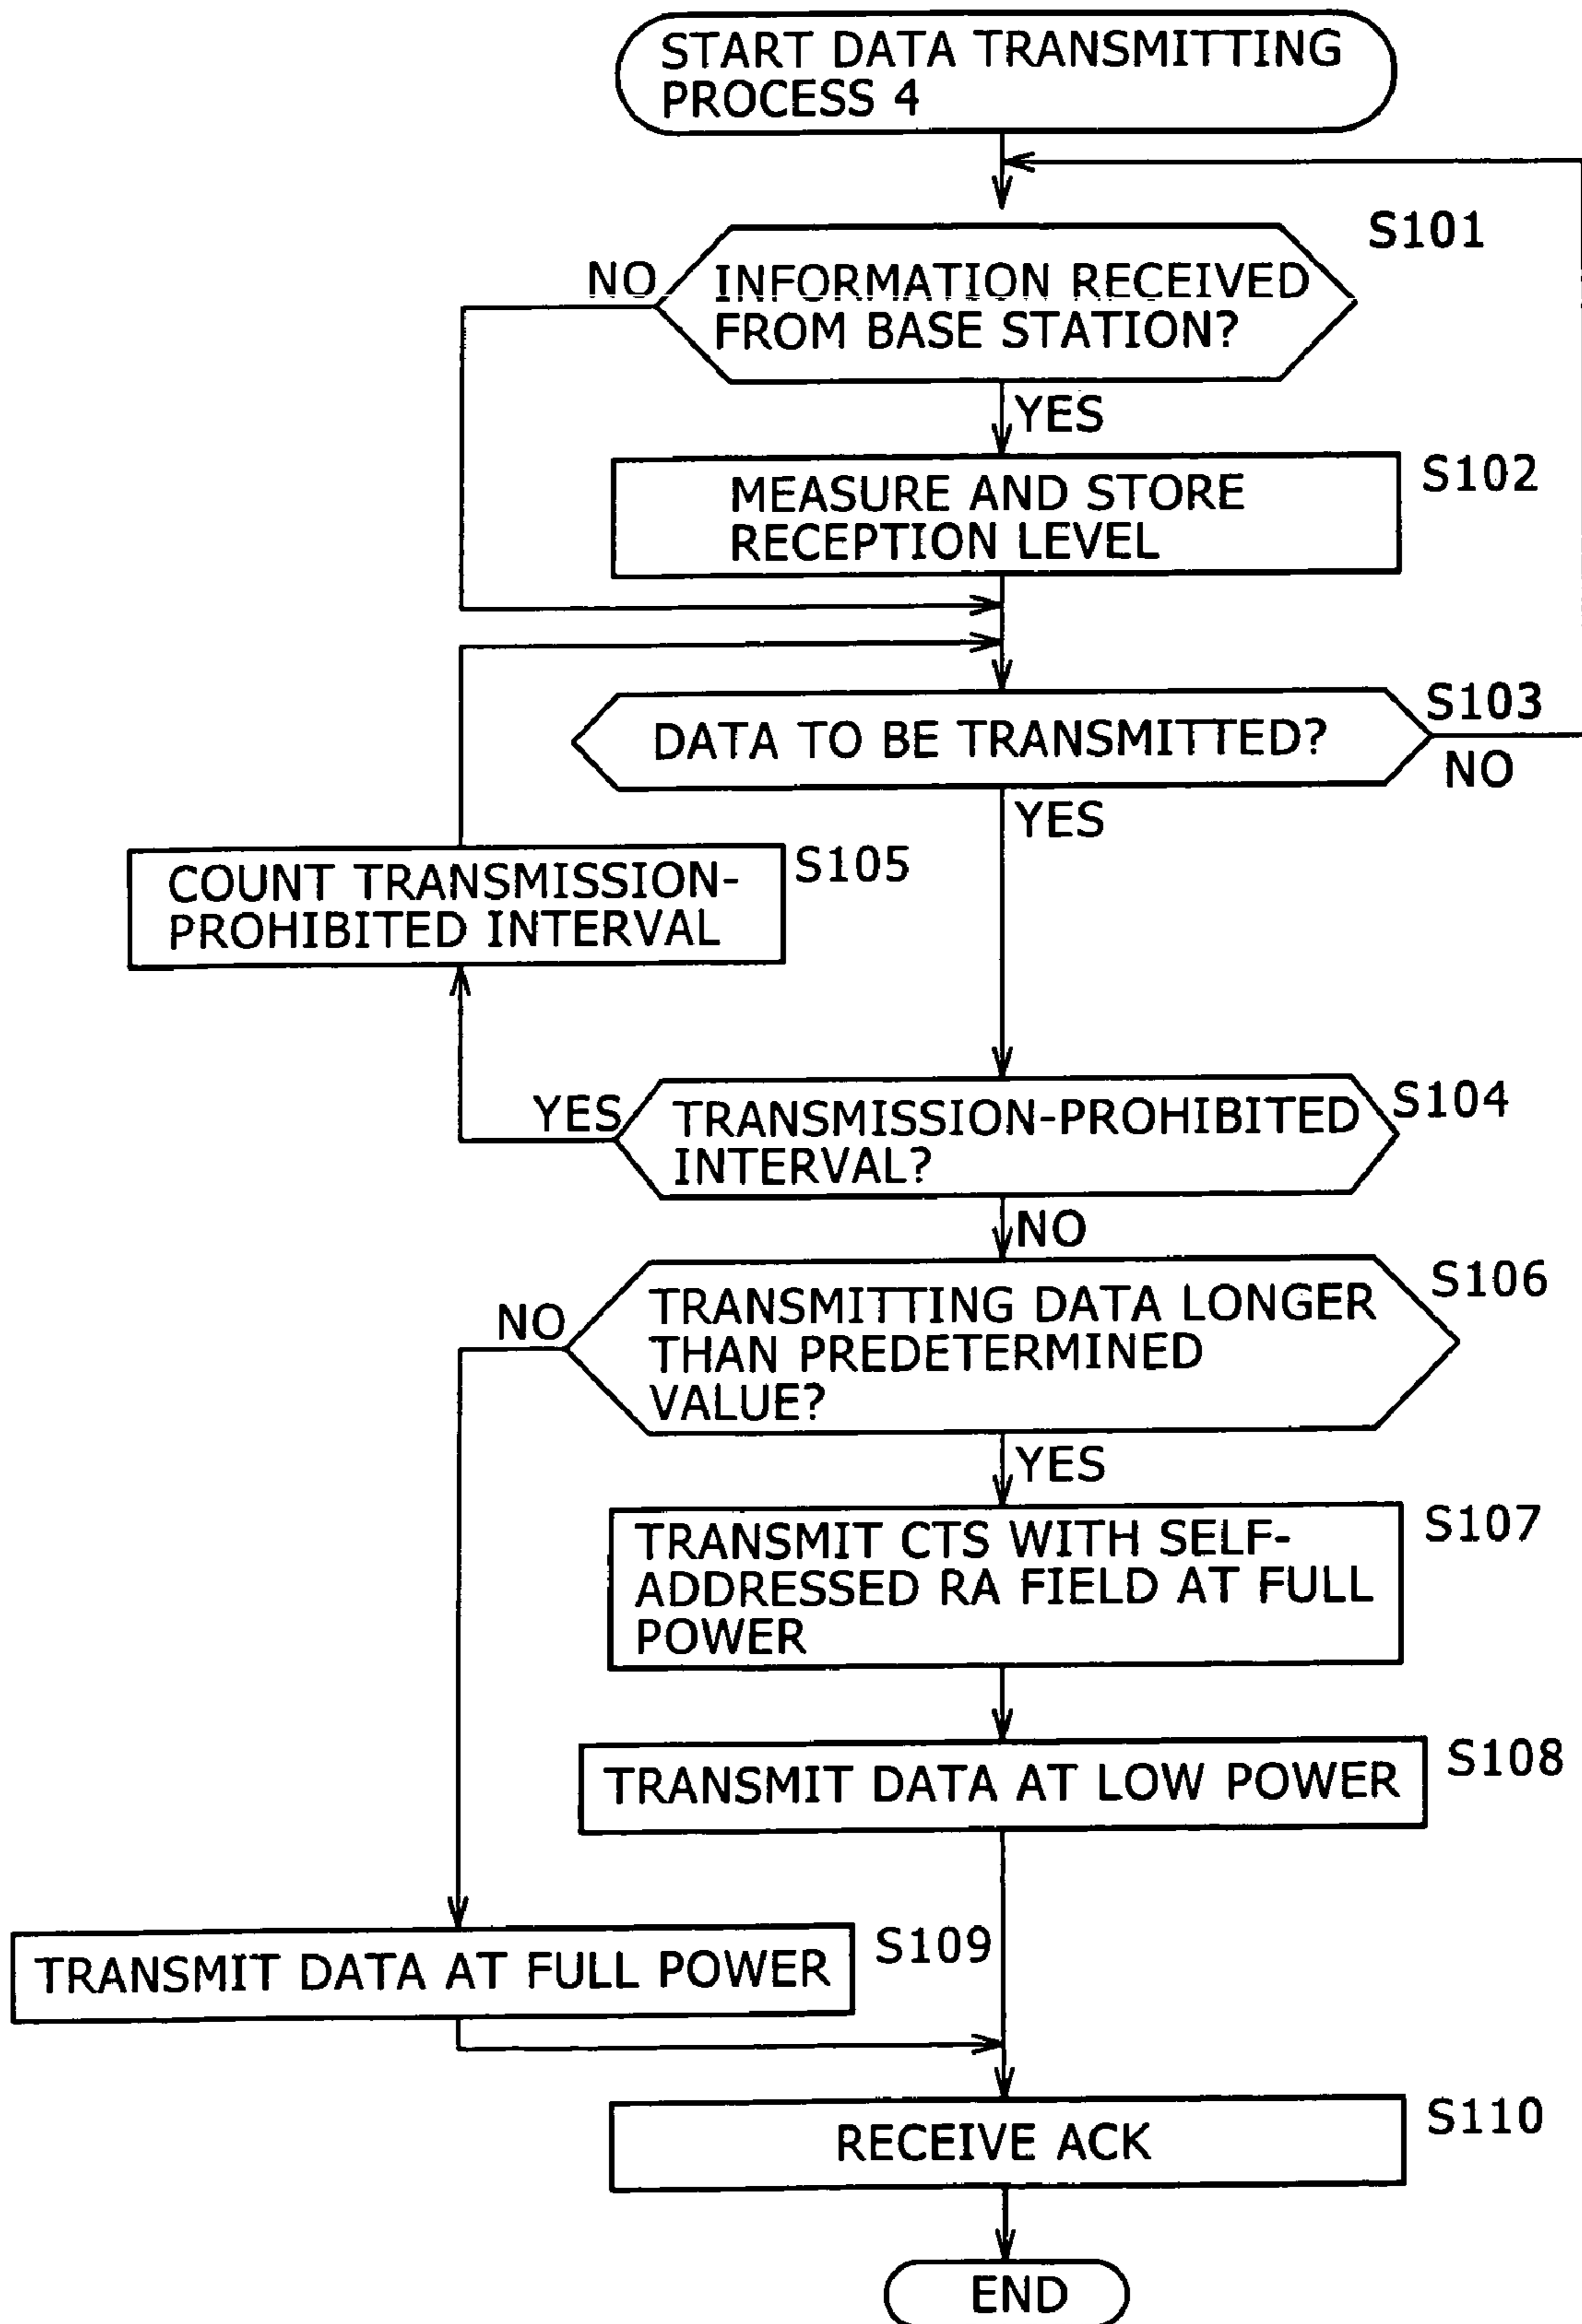 START DATA TRANSMITTING
PROCESS 4
S101
NO
INFORMATION RECEIVED
FROM BASE STATION?
YES
S102
MEASURE AND STORE
RECEPTION LEVEL
S103
DATA TO BE TRANSMITTED?
NO
YES
S105
COUNT TRANSMISSION-
PROHIBITED INTERVAL
YES
S104
TRANSMISSION-PROHIBITED
INTERVAL?
NO
S106
NO
TRANSMITTING DATA LONGER
THAN PREDETERMINED
VALUE?
YES
S107
TRANSMIT CTS WITH SELF-
ADDRESSED RA FIELD AT FULL
POWER
S108
TRANSMIT DATA AT LOW POWER
S109
TRANSMIT DATA AT FULL POWER
S110
RECEIVE ACK
END